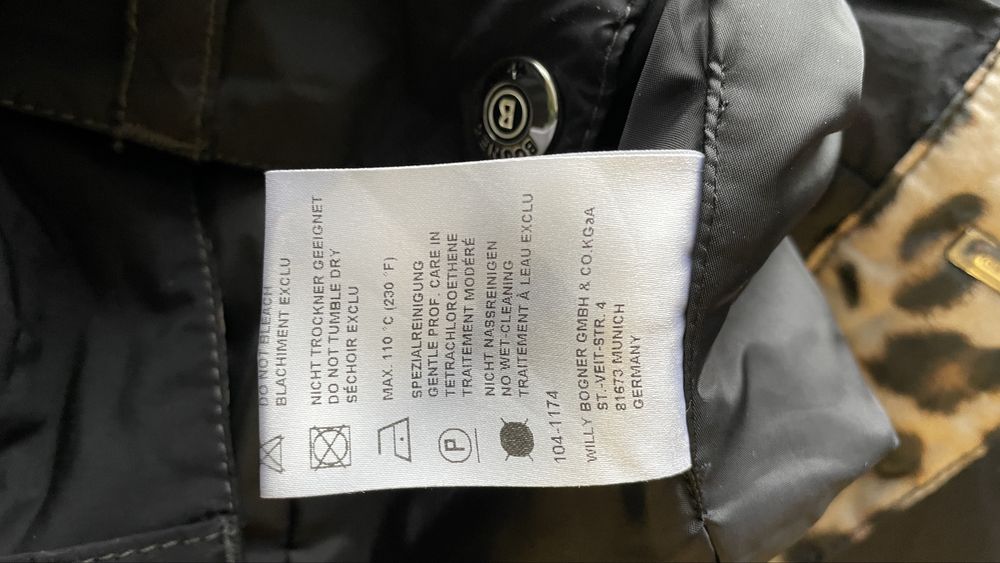 DO NOT BLEACH
BLACHIMENT EXCLU
NICHT TROCKNER GEEIGNET
DO NOT TUMBLE DRY
SÉCHOIR EXCLU
MAX. 110 °C (230 °F)
SPEZIALREINIGUNG
GENTLE PROF. CARE IN
TETRACHLOROETHENE
TRAITEMENT MODÉRÉ
P
NICHT NASSREINIGEN
NO WET-CLEANING
TRAITEMENT À LEAU EXCLU
104-1174
WILLY BOGNER GMBH & CO.KGaA
ST.-VEIT-STR. 4
81673 MUNICH
GERMANY
B
BOGNER